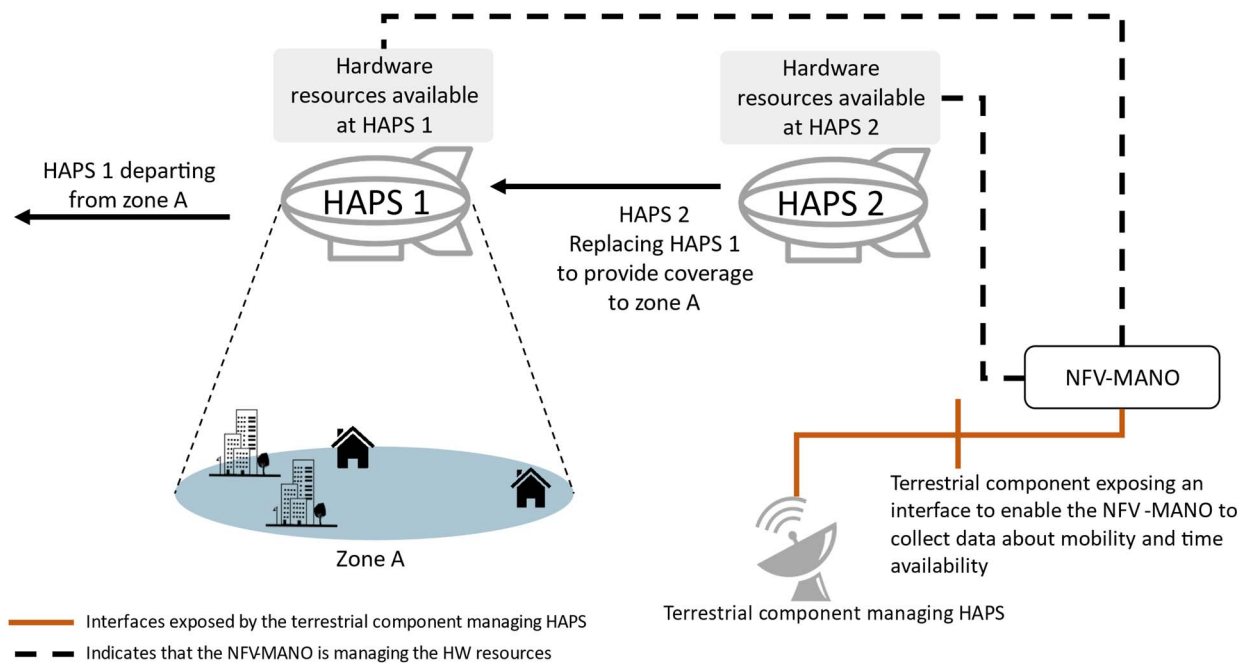 Hardware
resources available
at HAPS 1
Hardware
resources available
at HAPS 2
HAPS 1 departing
from zone A
HAPS 1
HAPS 2
HAPS 2
Replacing HAPS 1
to provide coverage
to zone A
NFV-MANO
Terrestrial component exposing an
interface to enable the NFV -MANO to
collect data about mobility and time
availability
Zone A
Terrestrial component managing HAPS
Interfaces exposed by the terrestrial component managing HAPS
Indicates that the NFV-MANO is managing the HW resources